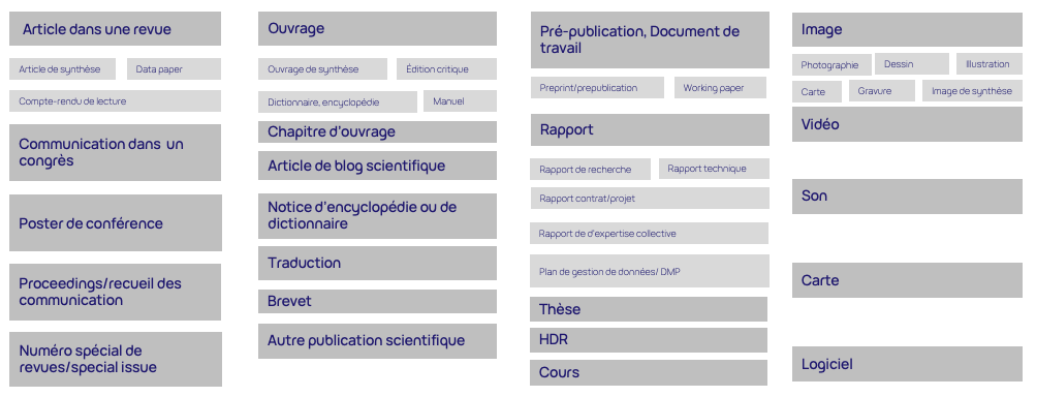 Article dans une revue
Article de synthèse
Data paper
Compte-rendu de lecture
Communication dans un
congrès
Poster de conférence
Proceedings/recueil des
communication
Numéro spécial de
revues/special issue
Ouvrage
Ouvrage de synthèse
Édition critique
Dictionnaire, encyclopédie
Manuel
Chapitre d'ouvrage
Article de blog scientifique
Notice d'encyclopédie ou de
dictionnaire
Traduction
Brevet
Autre publication scientifique
Pré-publication, Document de
travail
Preprint/prepublication
Working paper
Rapport
Rapport de recherche
Rapport technique
Rapport contrat/projet
Rapport de d'expertise collective
Plan de gestion de données/ DMP
Thèse
HDR
Cours
Image
Photographie
Dessin
Illustration
Carte
Gravure
Image de synthèse
Vidéo
Son
Carte
Logiciel